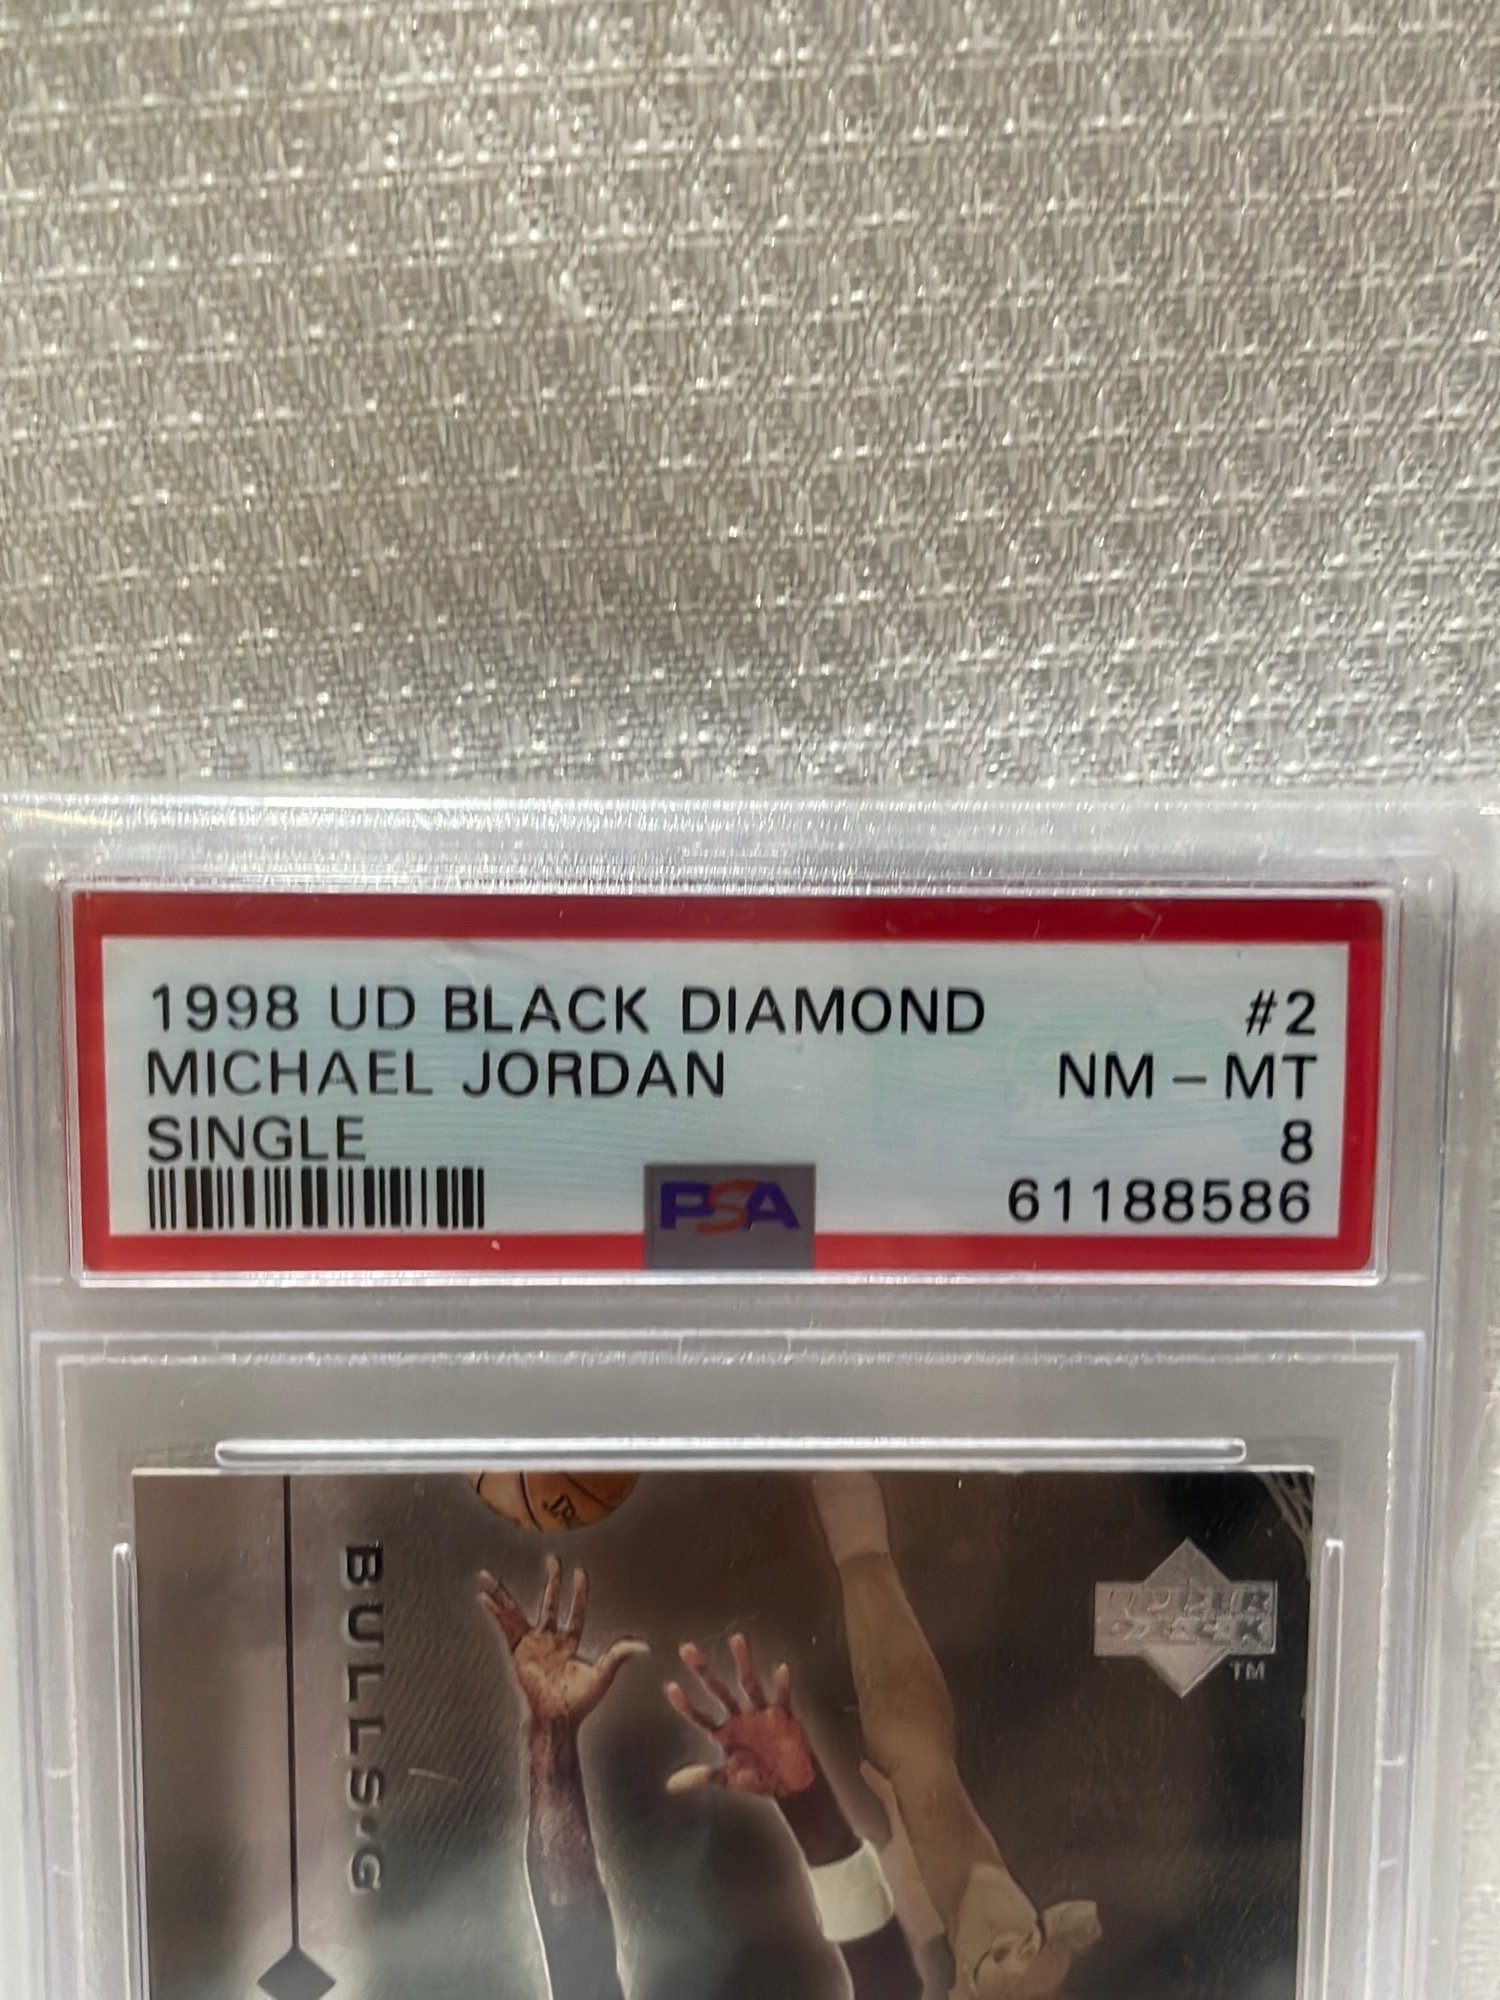 1998 UD BLACK DIAMOND #2
MICHAEL JORDAN NM - MT
SINGLE 8
PSA 61188586
BULLS·G
UPPER
DECK
TM